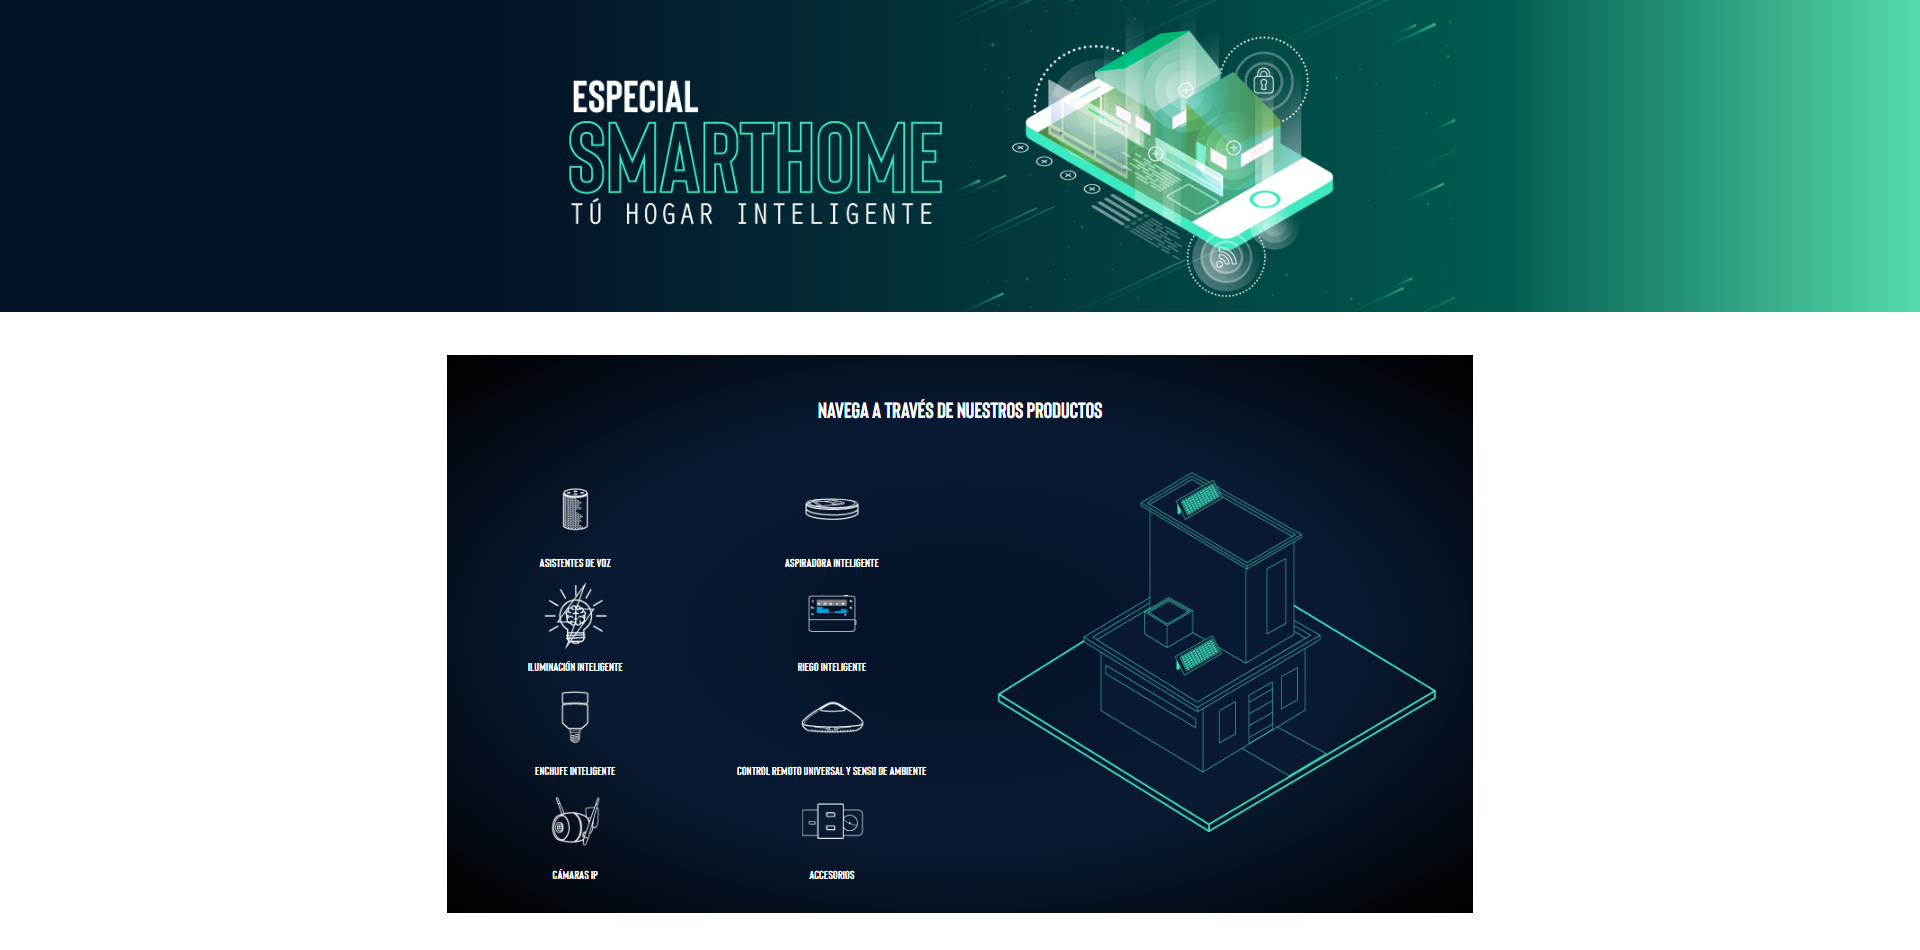 ESPECIAL
SMARTHOME
TÚ HOGAR INTELIGENTE
NAVEGA A TRAVÉS DE NUESTROS PRODUCTOS
ASISTENTES DE VOZ
ASPIRADORA INTELIGENTE
ILUMINACIÓN INTELIGENTE
RIEGO INTELIGENTE
ENCHUFE INTELIGENTE
CONTROL REMOTO UNIVERSAL Y SENSO DE AMBIENTE
CÁMARAS IP
ACCESORIOS